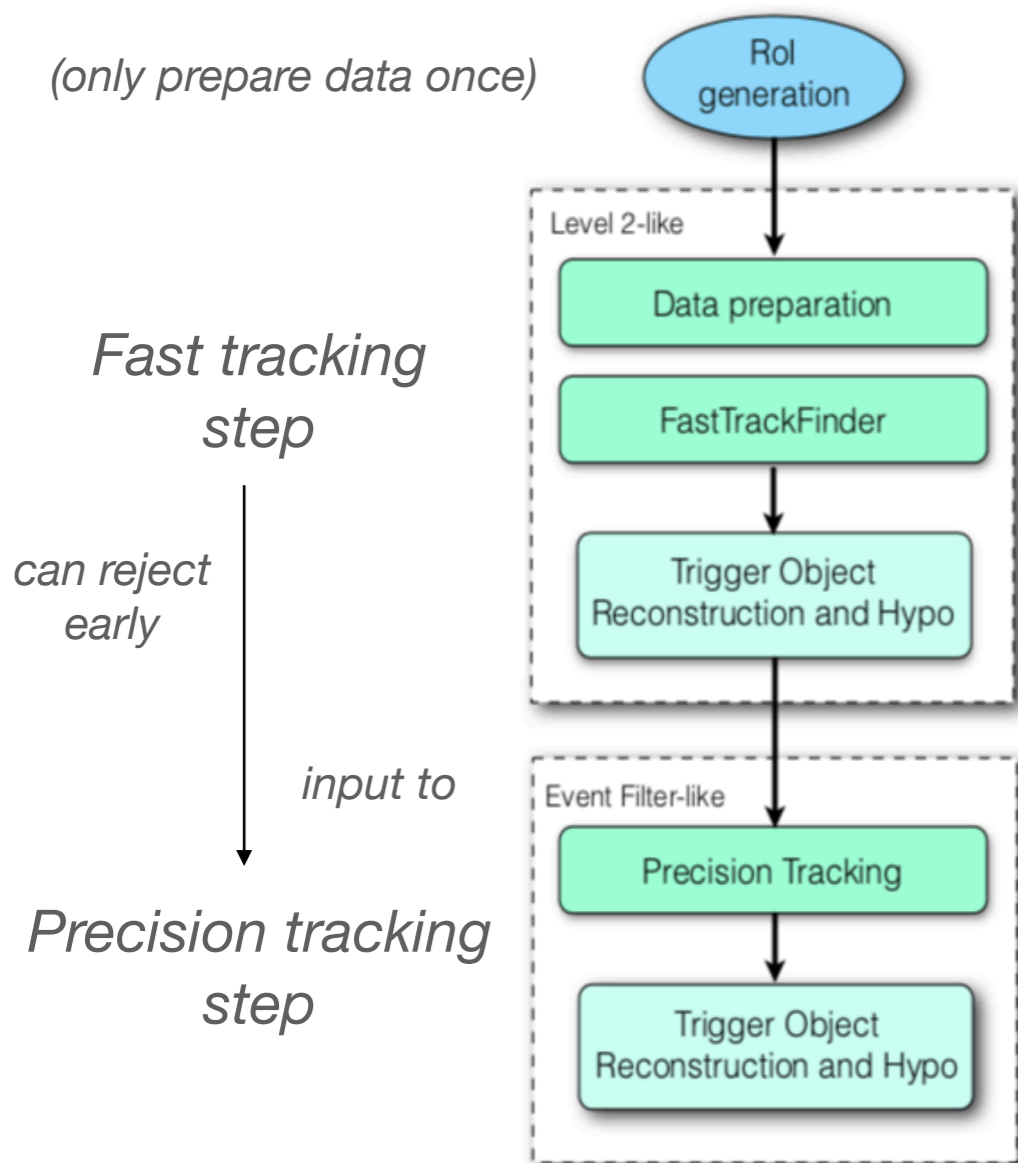 (only prepare data once)
RoI
generation
Level 2-like
Data preparation
Fast tracking
step
FastTrackFinder
can reject
early
Trigger Object
Reconstruction and Hypo
input to
Event Filter-like
Precision Tracking
Precision tracking
step
Trigger Object
Reconstruction and Hypo